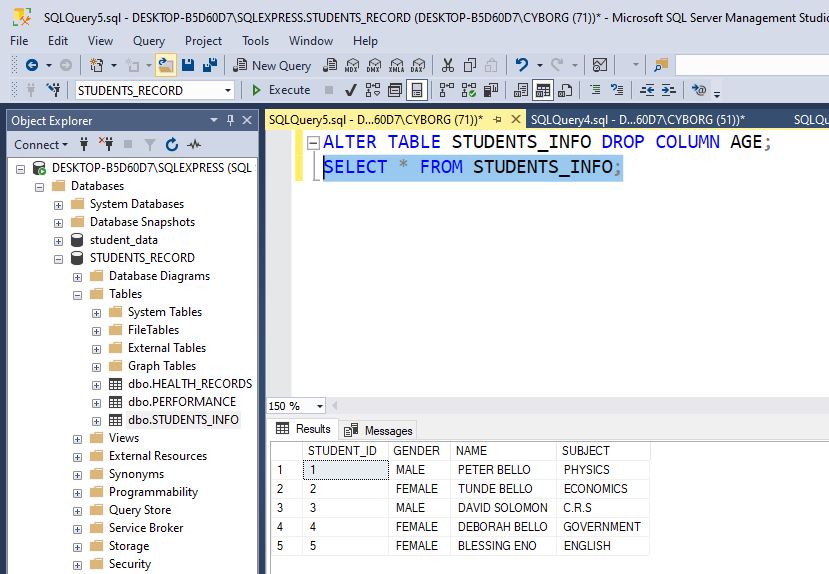 SQLQuery5.sql - DESKTOP-B5D60D7\SQLEXPRESS.STUDENTS_RECORD (DESKTOP-B5D60D7\CYBORG (71))* - Microsoft SQL Server Management Studio
File Edit View Query Project Tools Window Help
New Query MDX DMX XMLA DAX
STUDENTS_RECORD Execute
Object Explorer
SQLQuery5.sql - D...60D7\CYBORG (71))* SQLQuery4.sql - D...60D7\CYBORG (51))* SQLQu
Connect
DESKTOP-B5D60D7\SQLEXPRESS (SQL S
Databases
System Databases
Database Snapshots
student_data
STUDENTS_RECORD
Database Diagrams
Tables
System Tables
FileTables
External Tables
Graph Tables
dbo.HEALTH_RECORDS
dbo.PERFORMANCE
dbo.STUDENTS_INFO
Views
External Resources
Synonyms
Programmability
Query Store
Service Broker
Storage
Security
ALTER TABLE STUDENTS_INFO DROP COLUMN AGE;
SELECT * FROM STUDENTS_INFO;
150 %
Results Messages
STUDENT_ID GENDER NAME SUBJECT
1 1 MALE PETER BELLO PHYSICS
2 2 FEMALE TUNDE BELLO ECONOMICS
3 3 MALE DAVID SOLOMON C.R.S
4 4 FEMALE DEBORAH BELLO GOVERNMENT
5 5 FEMALE BLESSING ENO ENGLISH